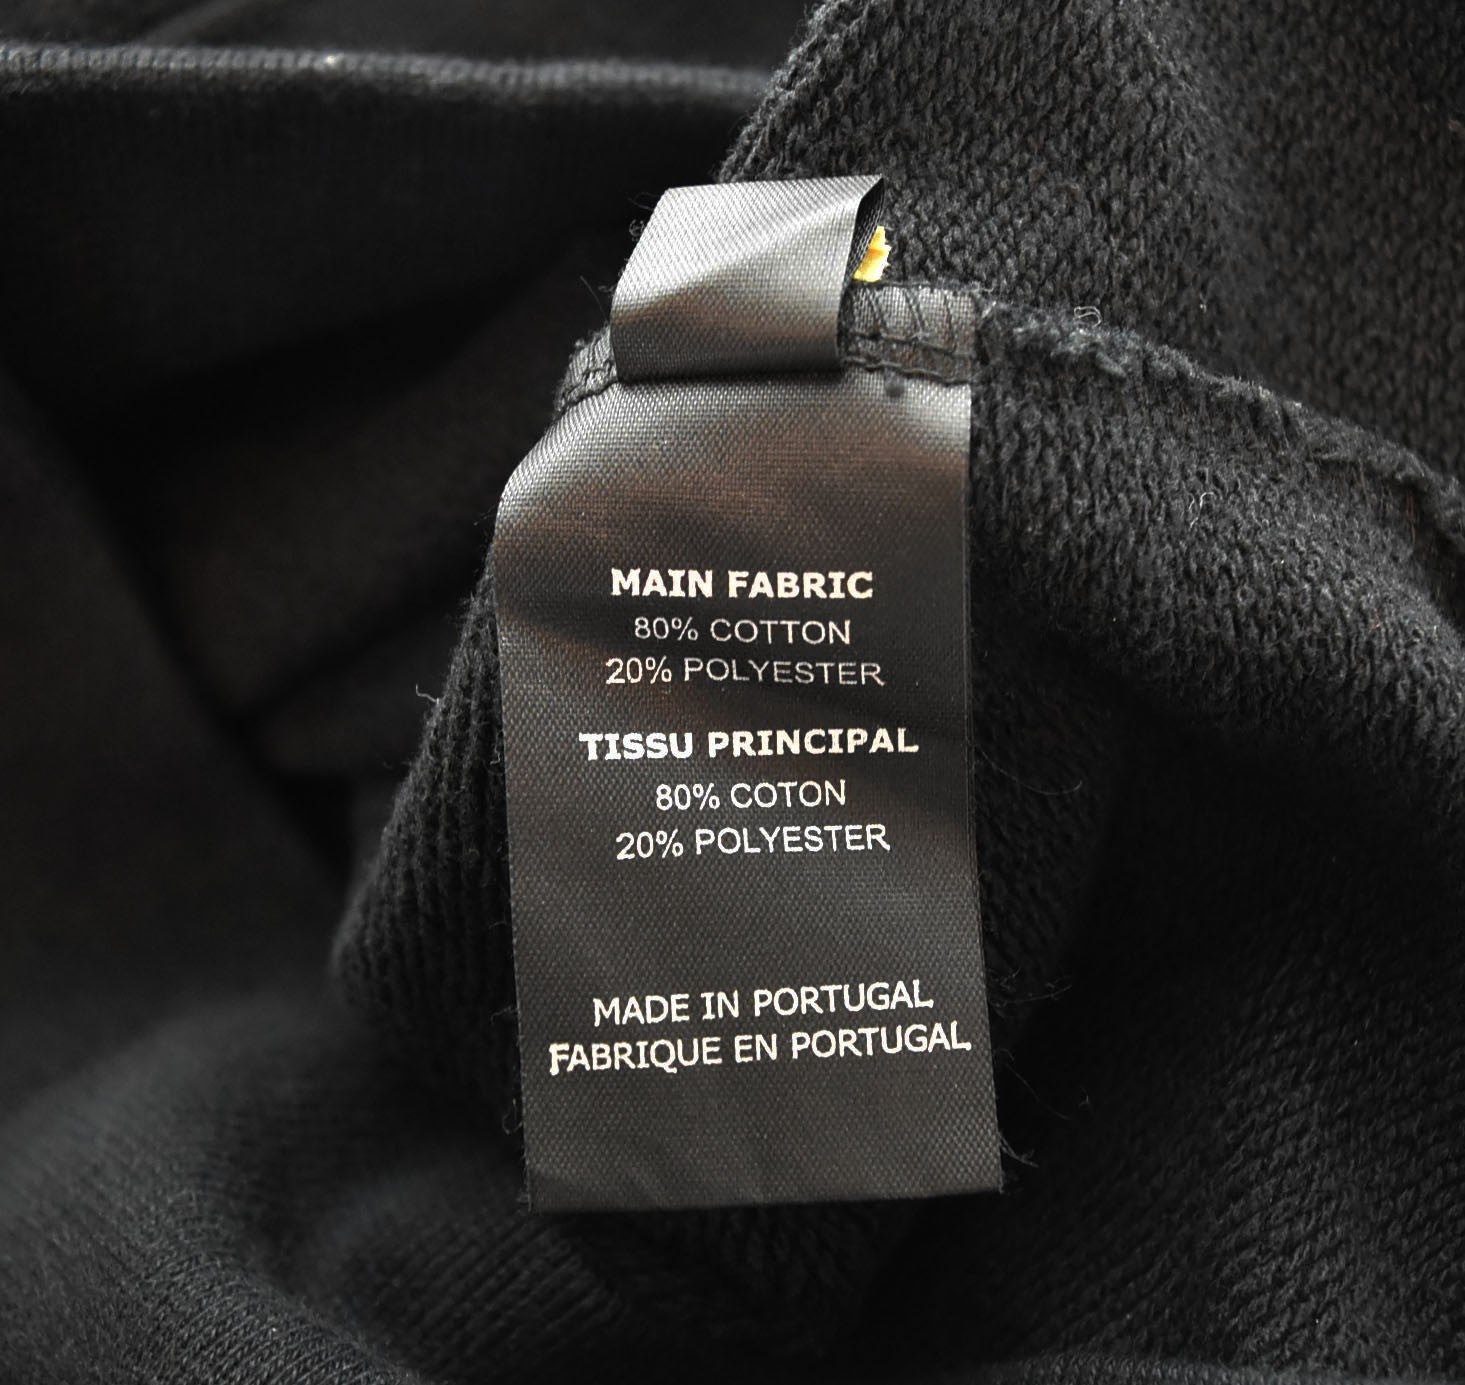 MAIN FABRIC
80% COTTON
20% POLYESTER
TISSU PRINCIPAL
80% COTON
20% POLYESTER
MADE IN PORTUGAL
FABRIQUE EN PORTUGAL